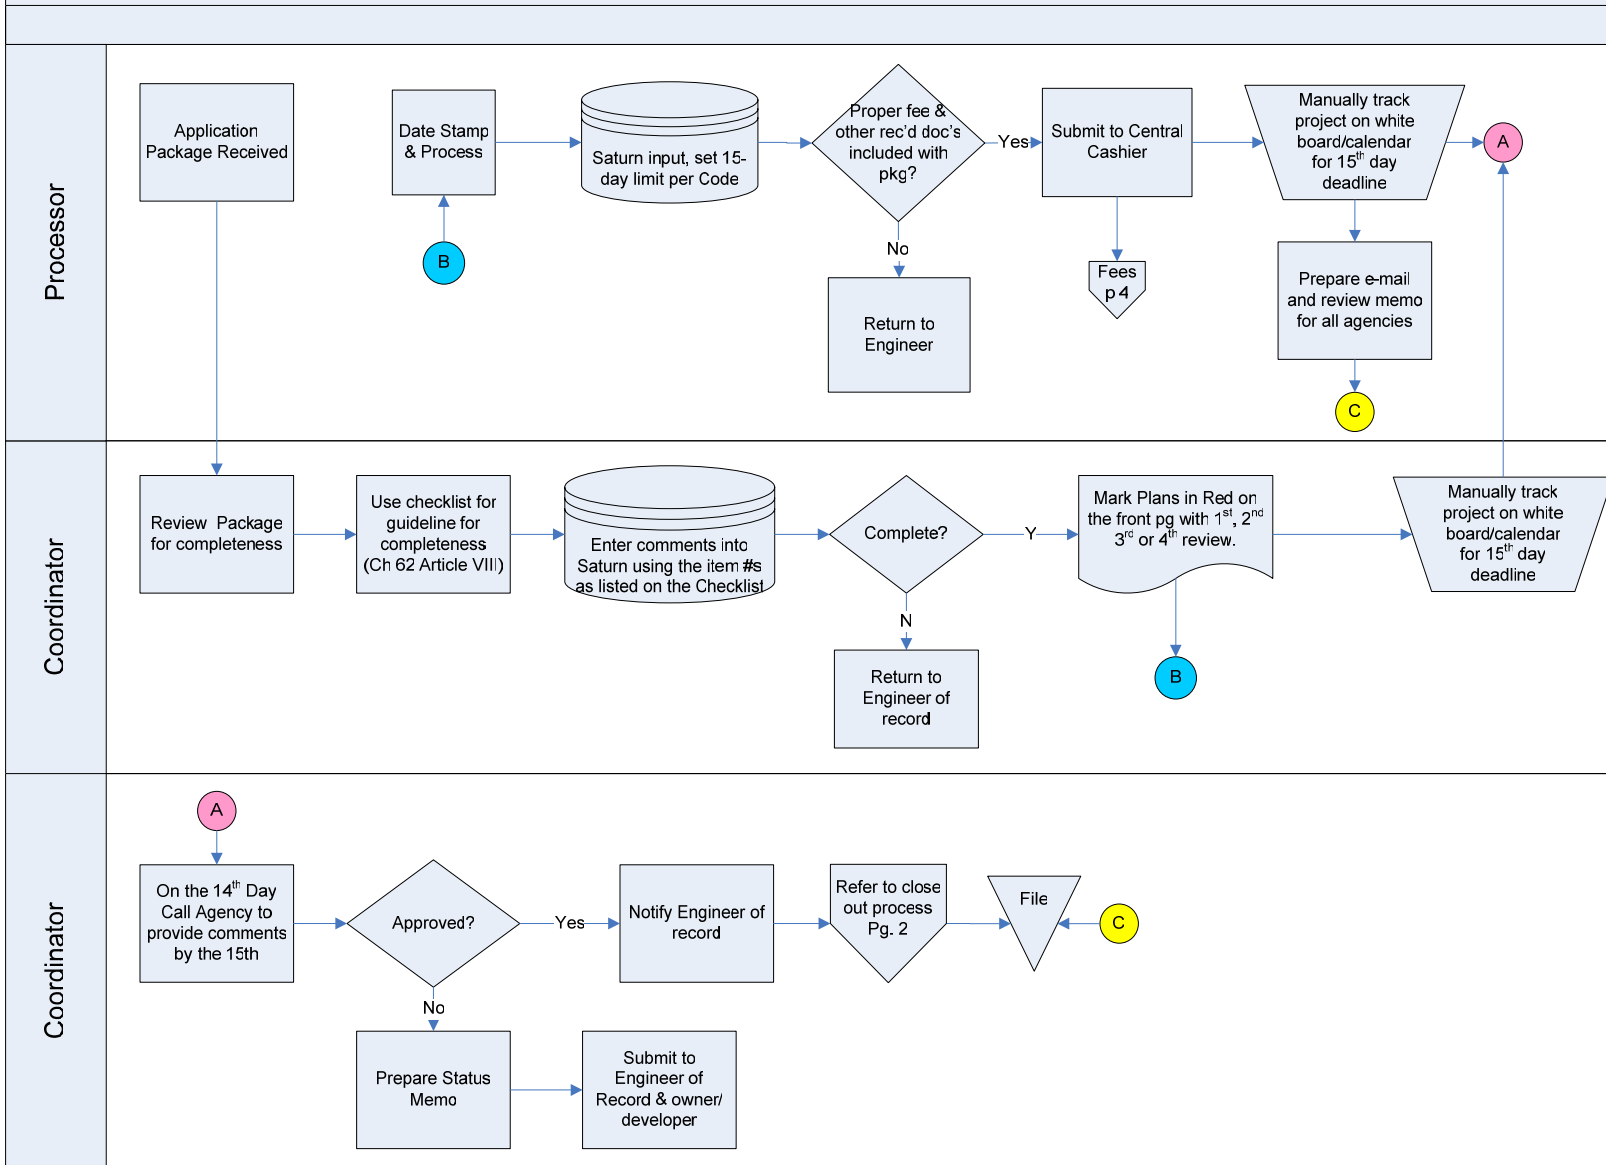 Processor
Application
Package Received
Date Stamp
& Process
B
Saturn input, set 15-
day limit per Code
Proper fee &
other rec'd doc's
included with
pkg?
Yes
No
Return to
Engineer
Submit to Central
Cashier
Fees
p 4
Manually track
project on white
board/calendar
for 15th day
deadline
A
Prepare e-mail
and review memo
for all agencies
C
Coordinator
Review Package
for completeness
Use checklist for
guideline for
completeness
(Ch 62 Article VIII)
Enter comments into
Saturn using the item #s
as listed on the Checklist
Complete?
Y
N
Return to
Engineer of
record
Mark Plans in Red on
the front pg with 1st, 2nd
3rd or 4th review.
B
Manually track
project on white
board/calendar
for 15th day
deadline
Coordinator
A
On the 14th Day
Call Agency to
provide comments
by the 15th
Approved?
Yes
No
Notify Engineer of
record
Refer to close
out process
Pg. 2
File
C
Prepare Status
Memo
Submit to
Engineer of
Record & owner/
developer